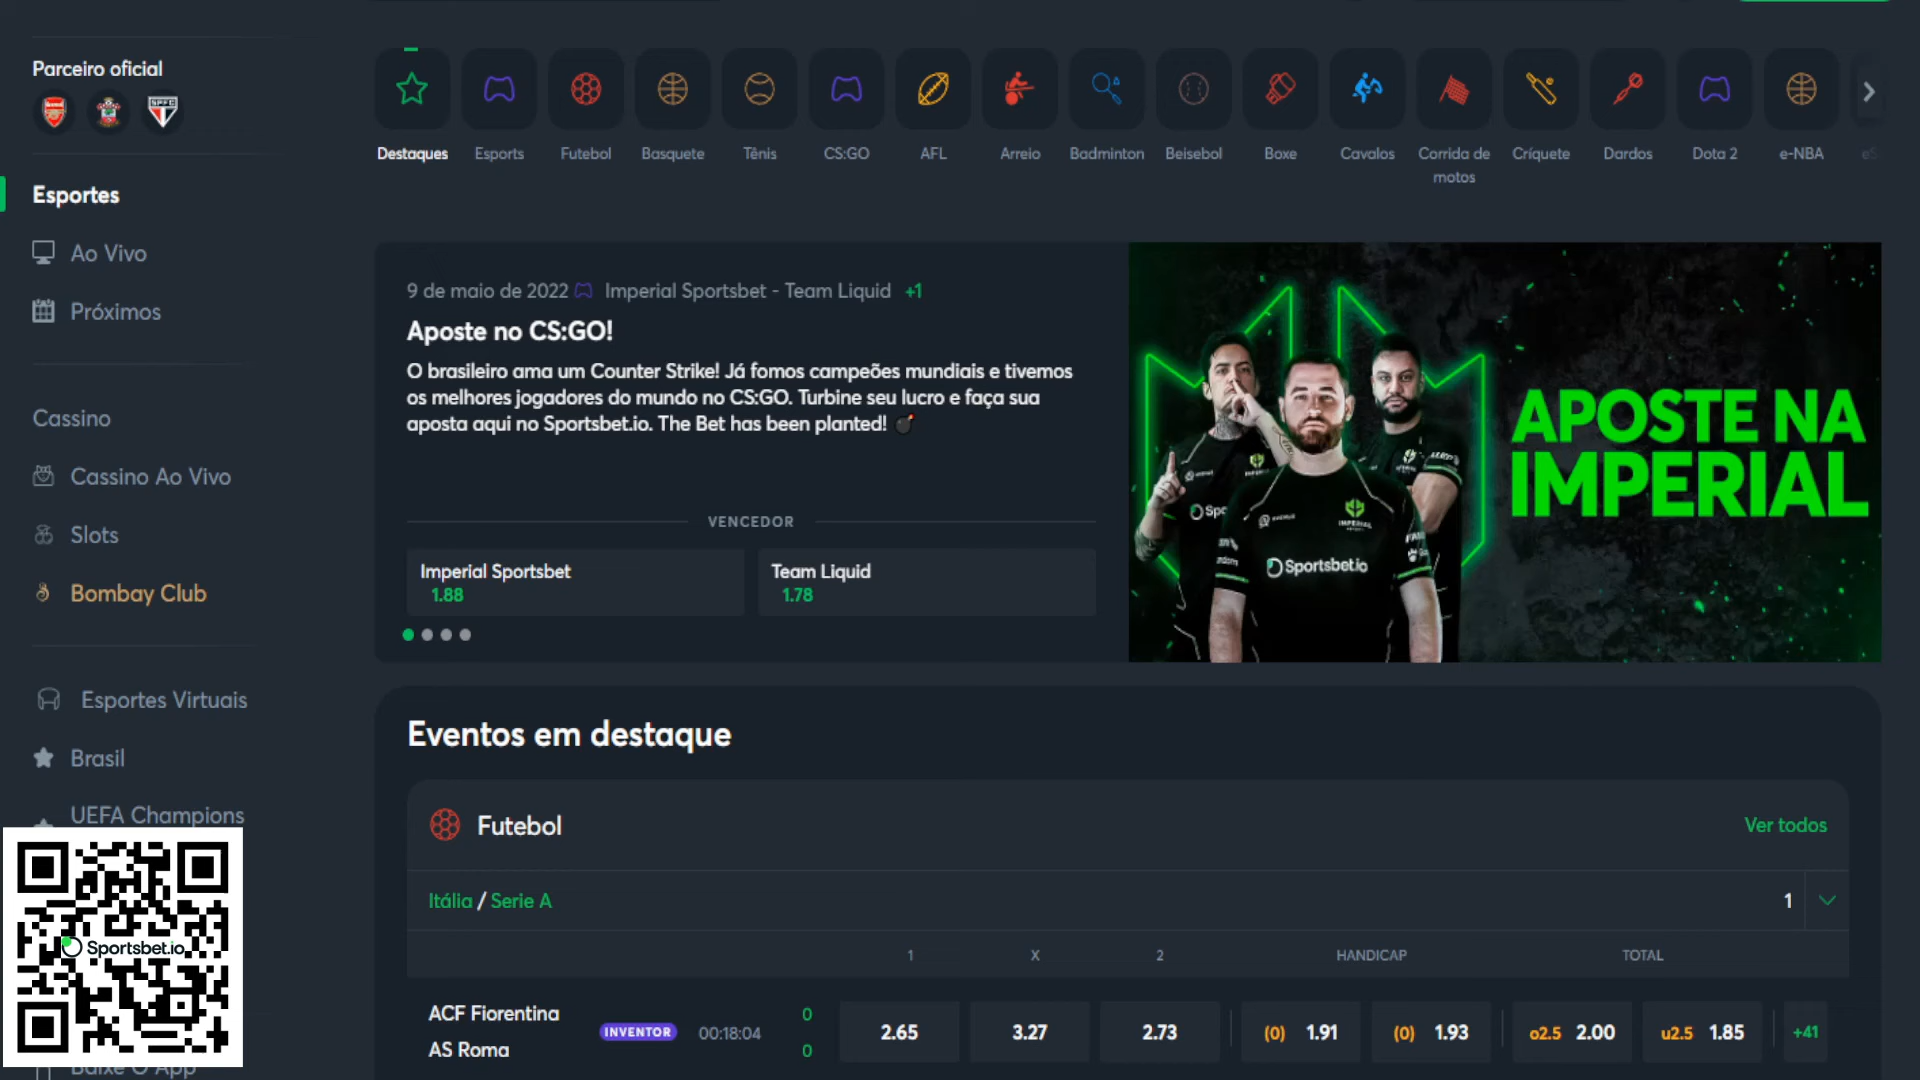 Parceiro oficial
Esportes
Ao Vivo
Próximos
Cassino
Cassino Ao Vivo
Slots
Bombay Club
Esportes Virtuais
Brasil
UEFA Champions
Sportsbet.io
Baixe O App
Destaques
Esports
Futebol
Basquete
Tênis
CS:GO
AFL
Arreio
Badminton
Beisebol
Boxe
Cavalos
Corrida de
motos
Críquete
Dardos
Dota 2
e-NBA
9 de maio de 2022 Imperial Sportsbet - Team Liquid +1
Aposte no CS:GO!
O brasileiro ama um Counter Strike! Já fomos campeões mundiais e tivemos
os melhores jogadores do mundo no CS:GO. Turbine seu lucro e faça sua
aposta aqui no Sportsbet.io. The Bet has been planted!
VENCEDOR
Imperial Sportsbet
1.88
Team Liquid
1.78
APOSTE NA
IMPERIAL
IMPERIAL
Sportsbet.io
Eventos em destaque
Futebol
Ver todos
Itália / Serie A
1
1 X 2 HANDICAP TOTAL
ACF Fiorentina
AS Roma
INVENTOR
00:18:04
0
0
2.65 3.27 2.73 (0) 1.91 (0) 1.93 o2.5 2.00 u2.5 1.85 +41